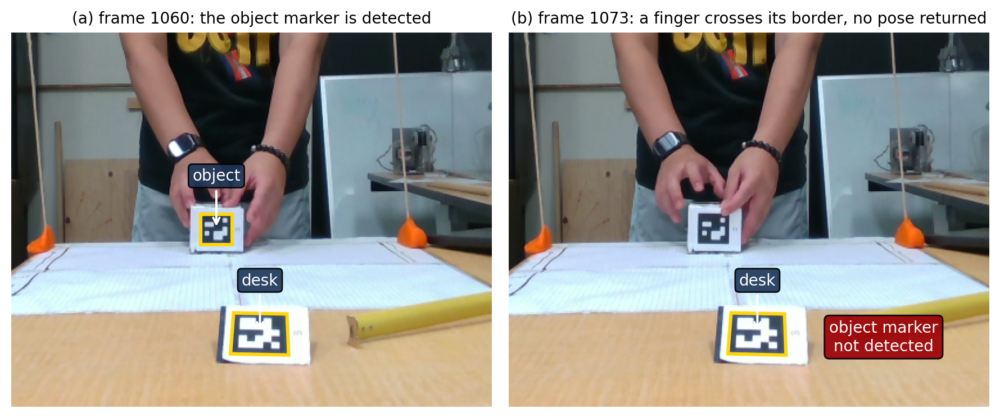 (a) frame 1060: the object marker is detected
object
desk
(b) frame 1073: a finger crosses its border, no pose returned
desk
object marker
not detected